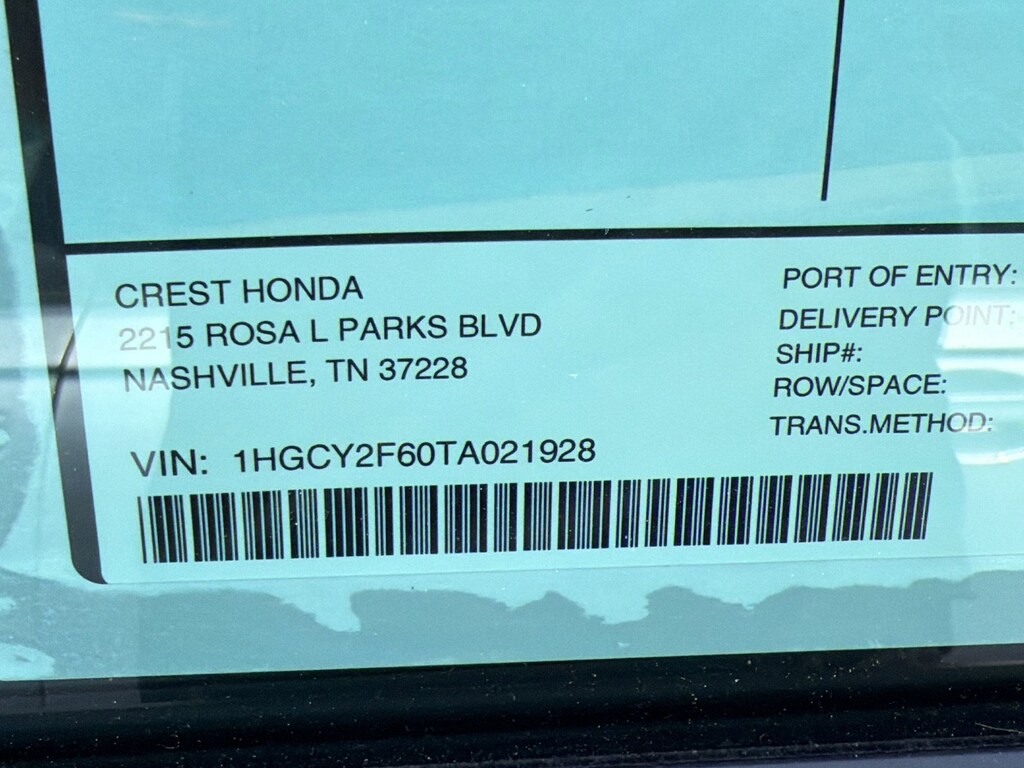 CREST HONDA
2215 ROSA L PARKS BLVD
NASHVILLE, TN 37228
VIN: 1HGCY2F60TA021928
PORT OF ENTRY:
DELIVERY POINT:
SHIP#:
ROW/SPACE:
TRANS.METHOD: